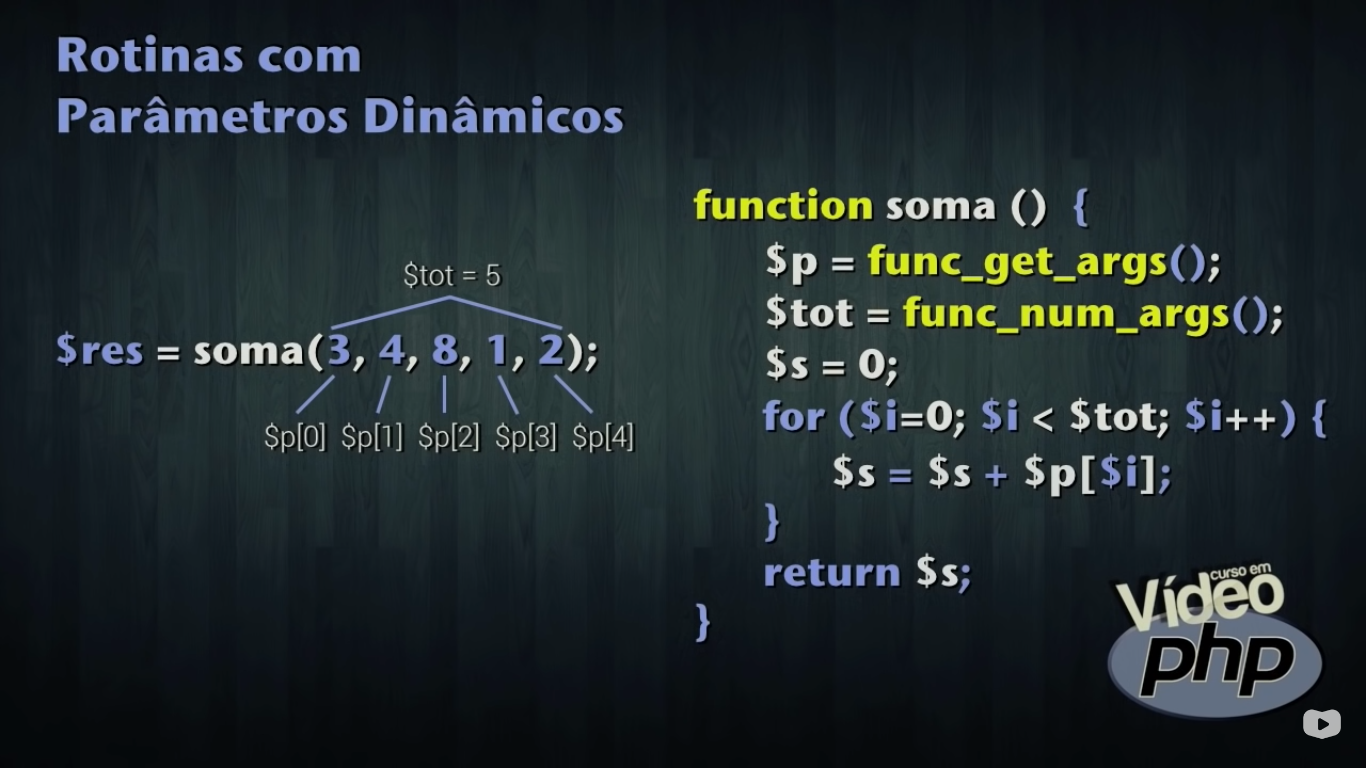 Rotinas com
Parâmetros Dinâmicos
$tot = 5
$res = soma(3, 4, 8, 1, 2);
$p[0] $p[1] $p[2] $p[3] $p[4]
function soma () {
$p = func_get_args();
$tot = func_num_args();
$s = 0;
for ($i=0; $i < $tot; $i++) {
$s = $s + $p[$i];
}
return $s;
}
curso em
Vídeo
php